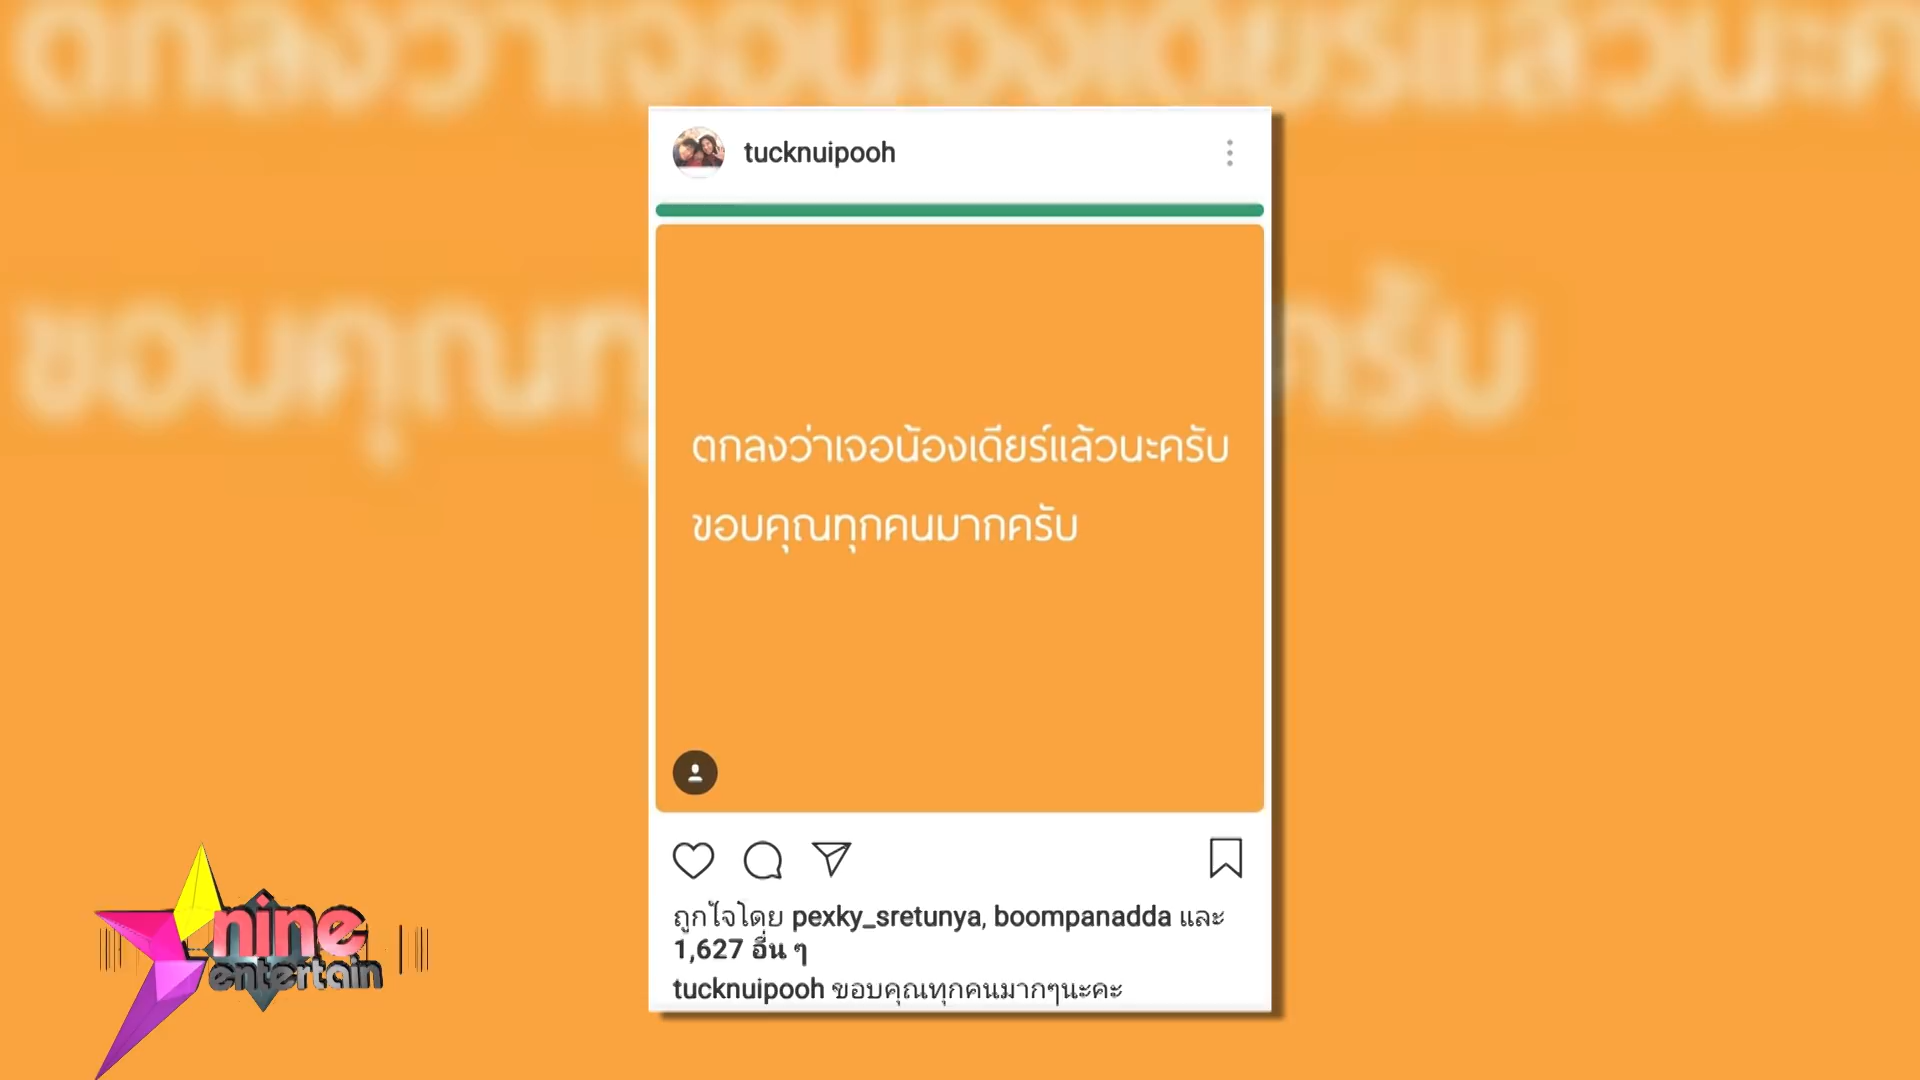 tucknuipooh
ตกลงว่าเจอน้องเดียร์แล้วนะครับ
ขอบคุณทุกคนมากครับ
ถูกใจโดย pexky_sretunya, boompanadda และ
1,627 อื่น ๆ
tucknuipooh ขอบคุณทุกคนมากๆนะคะ
nine
entertain